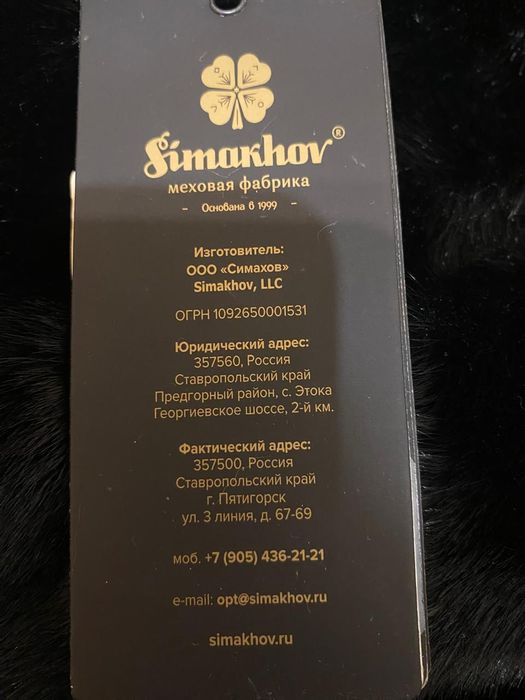 Simakhov®
меховая фабрика
- Основана в 1999 -
Изготовитель:
ООО «Симахов»
Simakhov, LLC
ОГРН 1092650001531
Юридический адрес:
357560, Россия
Ставропольский край
Предгорный район, с. Этока
Георгиевское шоссе, 2-й км.
Фактический адрес:
357500, Россия
Ставропольский край
г. Пятигорск
ул. 3 линия, д. 67-69
моб. +7 (905) 436-21-21
e-mail: opt@simakhov.ru
simakhov.ru